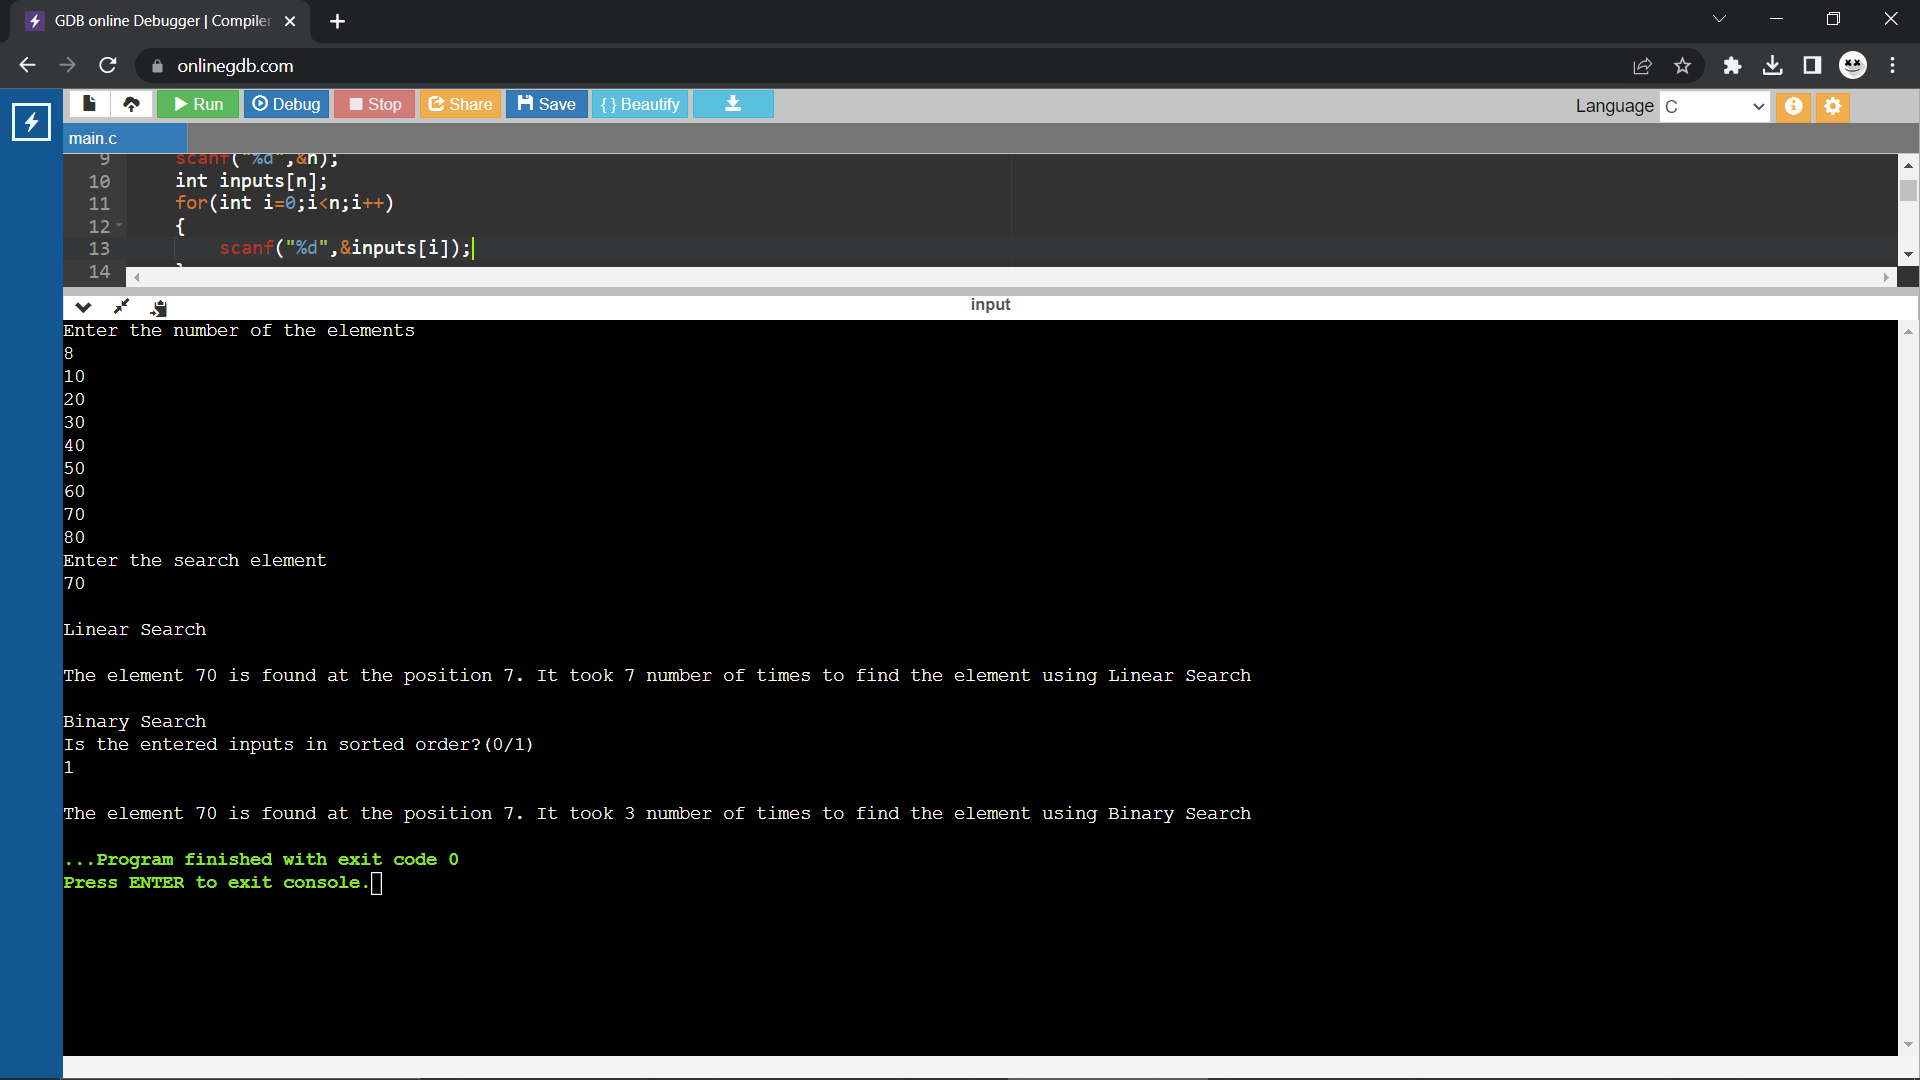 GDB online Debugger | Compiler
onlinegdb.com
Run Debug Stop Share Save { } Beautify Language C
main.c
9 scanf("%d",&n);
10 int inputs[n];
11 for(int i=0;i<n;i++)
12 {
13 scanf("%d",&inputs[i]);
14 }
input
Enter the number of the elements
8
10
20
30
40
50
60
70
80
Enter the search element
70
Linear Search
The element 70 is found at the position 7. It took 7 number of times to find the element using Linear Search
Binary Search
Is the entered inputs in sorted order?(0/1)
1
The element 70 is found at the position 7. It took 3 number of times to find the element using Binary Search
...Program finished with exit code 0
Press ENTER to exit console.